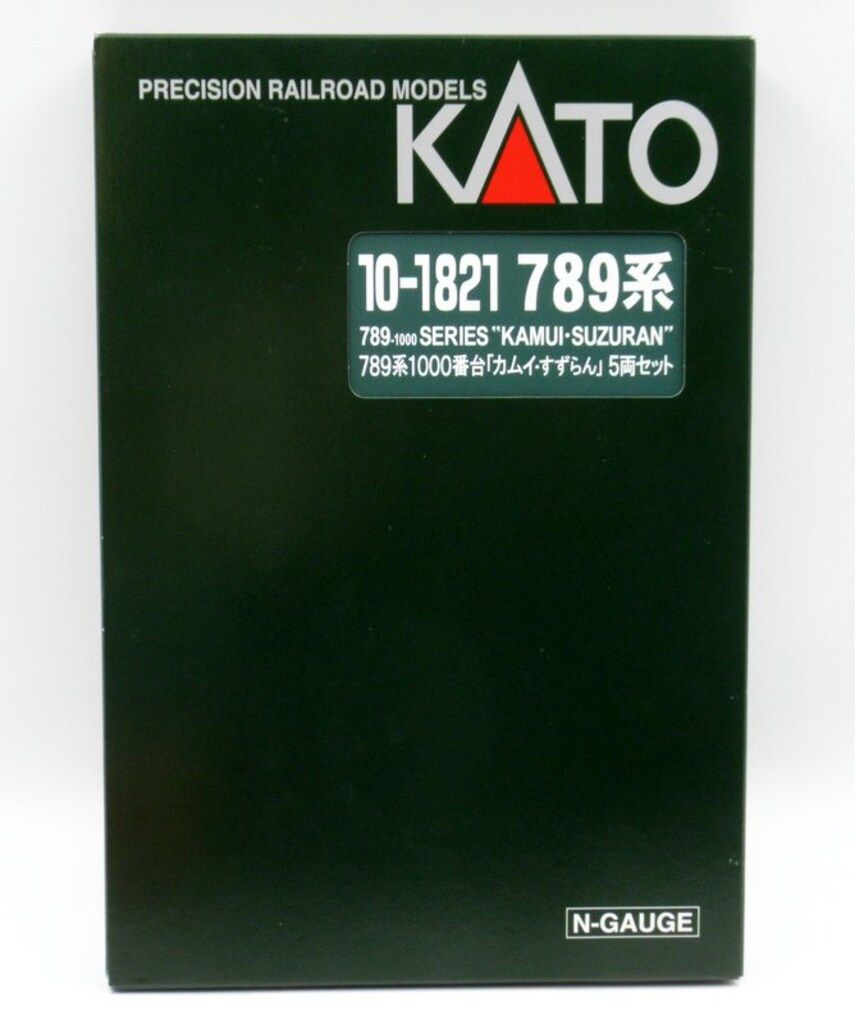 PRECISION RAILROAD MODELS
KATO
10-1821 789系
789-1000 SERIES "KAMUI·SUZURAN"
789系1000番台「カムイ・すずらん」 5両セット
N-GAUGE